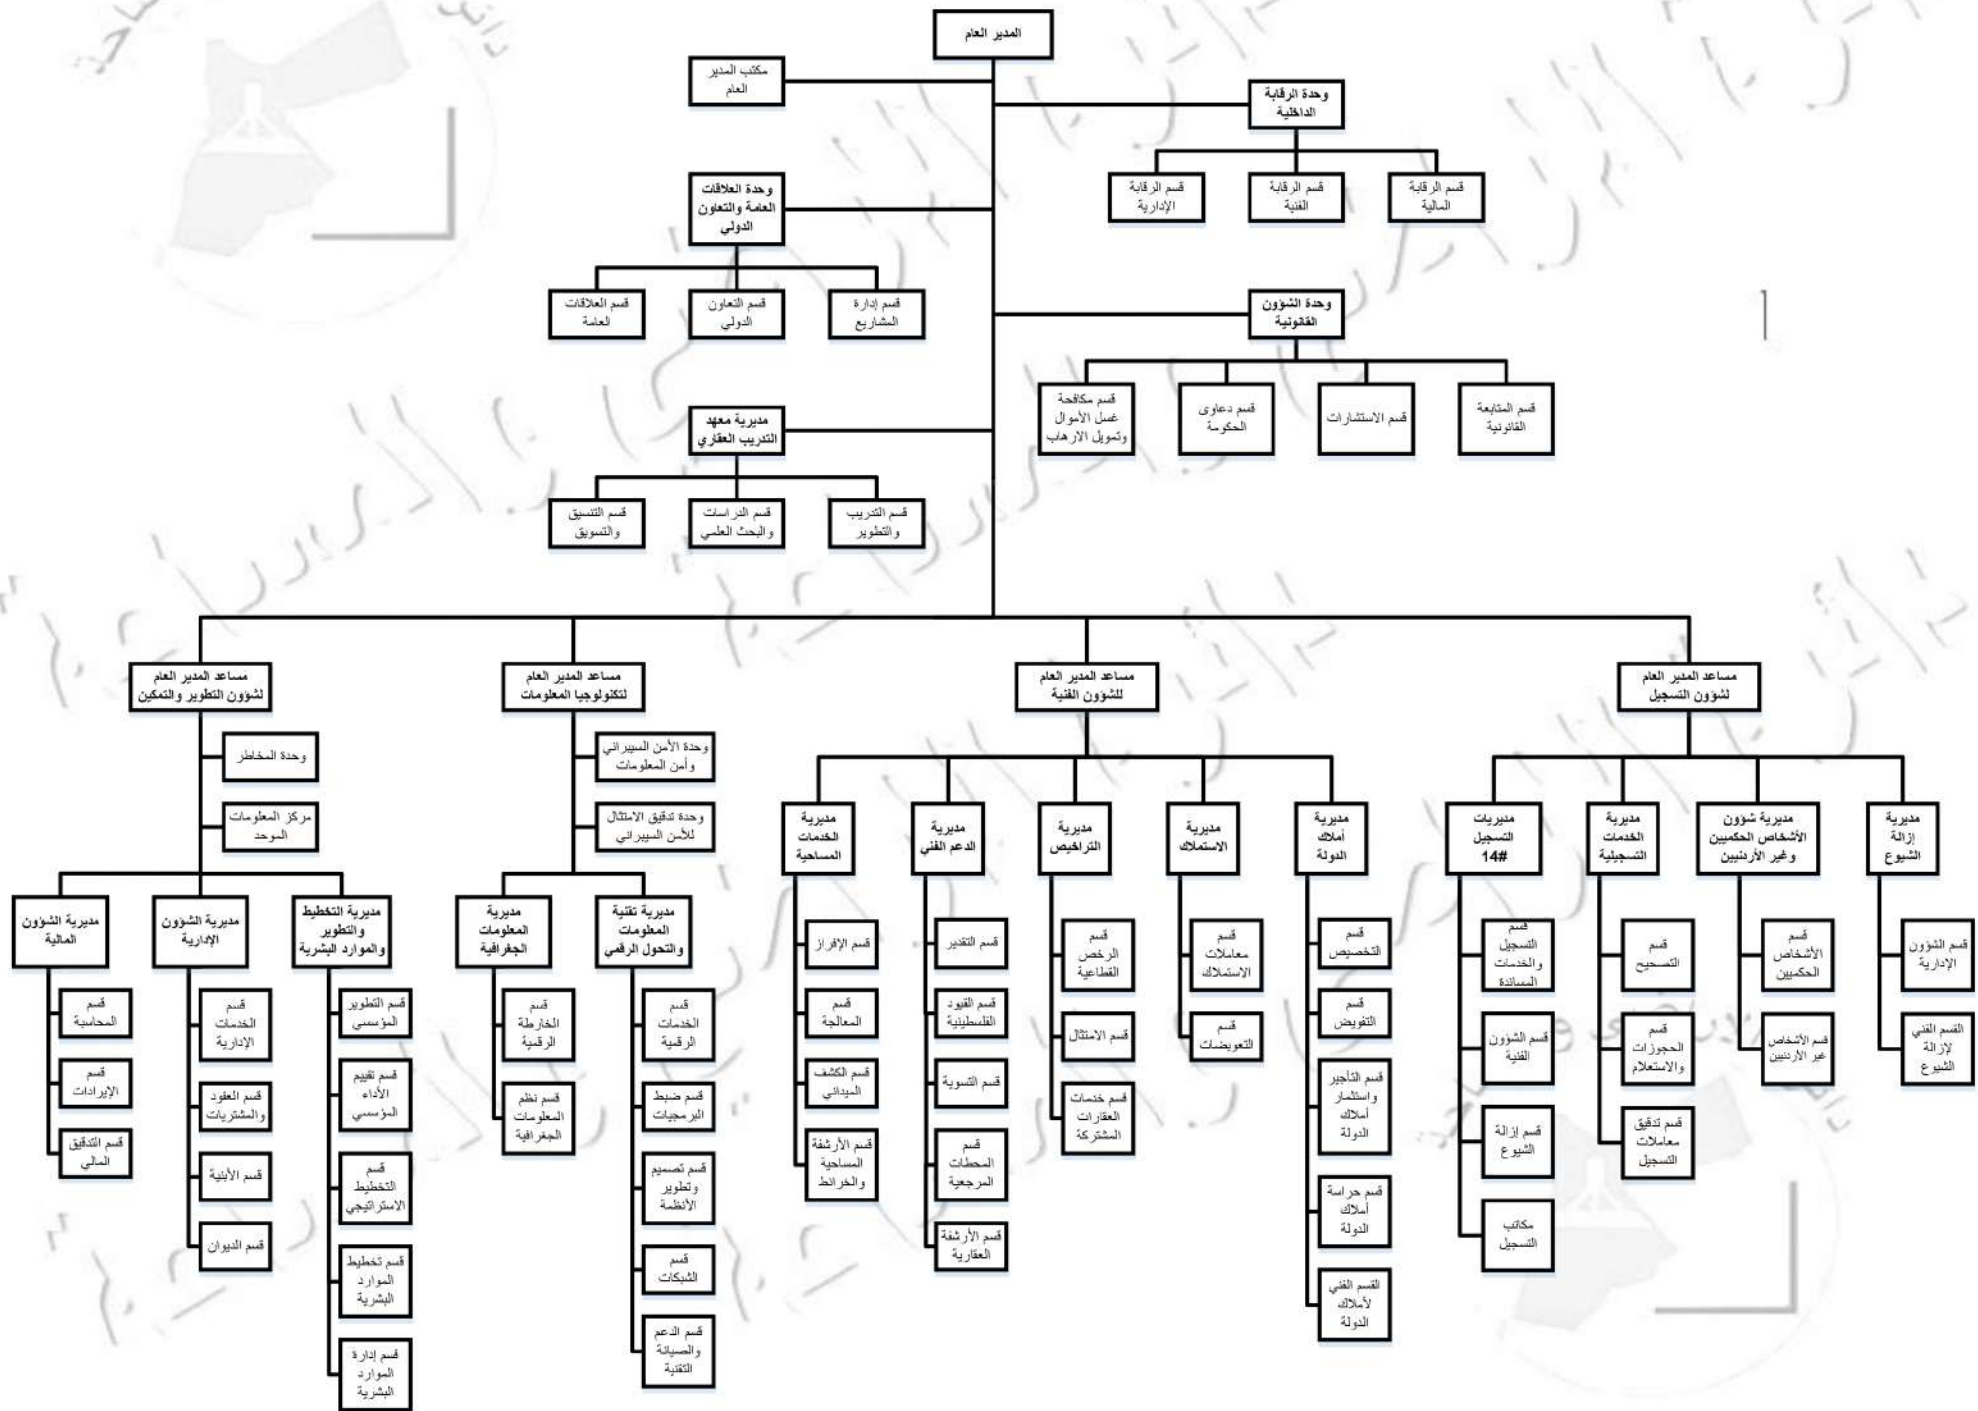 المدير العام
مكتب المدير
العام
وحدة الرقابة
الداخلية
قسم الرقابة
المالية
قسم الرقابة
الفنية
قسم الرقابة
الإدارية
وحدة العلاقات
العامة والتعاون
الدولي
قسم إدارة
المشاريع
قسم التعاون
الدولي
قسم العلاقات
العامة
وحدة الشؤون
القانونية
قسم المتابعة
القانونية
قسم الاستشارات
قسم دعاوى
الحكومة
قسم مكافحة
غسل الأموال
وتمويل الارهاب
مديرية معهد
التدريب العقاري
قسم التدريب
والتطوير
قسم الدراسات
والبحث العلمي
قسم التنسيق
والتسويق
مساعد المدير العام
لشؤون التسجيل
مديرية
إزالة
الشيوع
قسم الشؤون
الإدارية
القسم الفني
لإزالة
الشيوع
مديرية شؤون
الأشخاص الحكميين
وغير الأردنيين
قسم
الأشخاص
الحكميين
قسم الأشخاص
غير الأردنيين
مديرية
الخدمات
التسجيلية
قسم
التصحيح
قسم
الحجوزات
والاستعلام
قسم تدقيق
معاملات
التسجيل
مديريات
التسجيل
14#
قسم
التسجيل
والخدمات
المساندة
قسم الشؤون
الفنية
قسم إزالة
الشيوع
مكاتب
التسجيل
مساعد المدير العام
للشؤون الفنية
مديرية
أملاك
الدولة
قسم
التخصيص
قسم
التفويض
قسم التأجير
واستثمار
أملاك
الدولة
قسم حراسة
أملاك
الدولة
القسم الفني
لأملاك
الدولة
مديرية
الاستملاك
قسم
معاملات
الاستملاك
قسم
التعويضات
مديرية
التراخيص
قسم
الرخص
القطاعية
قسم الامتثال
قسم خدمات
العقارات
المشتركة
مديرية
الدعم الفني
قسم التقدير
قسم القيود
الفلسطينية
قسم التسوية
قسم
المحطات
المرجعية
قسم الأرشفة
العقارية
مديرية
الخدمات
المساحية
قسم الإفراز
قسم
المعالجة
قسم الكشف
الميداني
قسم الأرشفة
المساحية
والخرائط
مساعد المدير العام
لتكنولوجيا المعلومات
وحدة الأمن السيبراني
وأمن المعلومات
وحدة تدقيق الامتثال
للأمن السيبراني
مديرية تقنية
المعلومات
والتحول الرقمي
قسم
الخدمات
الرقمية
قسم ضبط
البرمجيات
قسم تصميم
وتطوير
الأنظمة
قسم
الشبكات
قسم الدعم
والصيانة
التقنية
مديرية
المعلومات
الجغرافية
قسم
الخارطة
الرقمية
قسم نظم
المعلومات
الجغرافية
مساعد المدير العام
لشؤون التطوير والتمكين
وحدة المخاطر
مركز المعلومات
الموحد
مديرية التخطيط
والتطوير
والموارد البشرية
قسم التطوير
المؤسسي
قسم تقييم
الأداء
المؤسسي
قسم
التخطيط
الاستراتيجي
قسم تخطيط
الموارد
البشرية
قسم إدارة
الموارد
البشرية
مديرية الشؤون
الإدارية
قسم
الخدمات
الإدارية
قسم العقود
والمشتريات
قسم الأبنية
قسم الديوان
مديرية الشؤون
المالية
قسم
المحاسبة
قسم
الإيرادات
قسم التدقيق
المالي